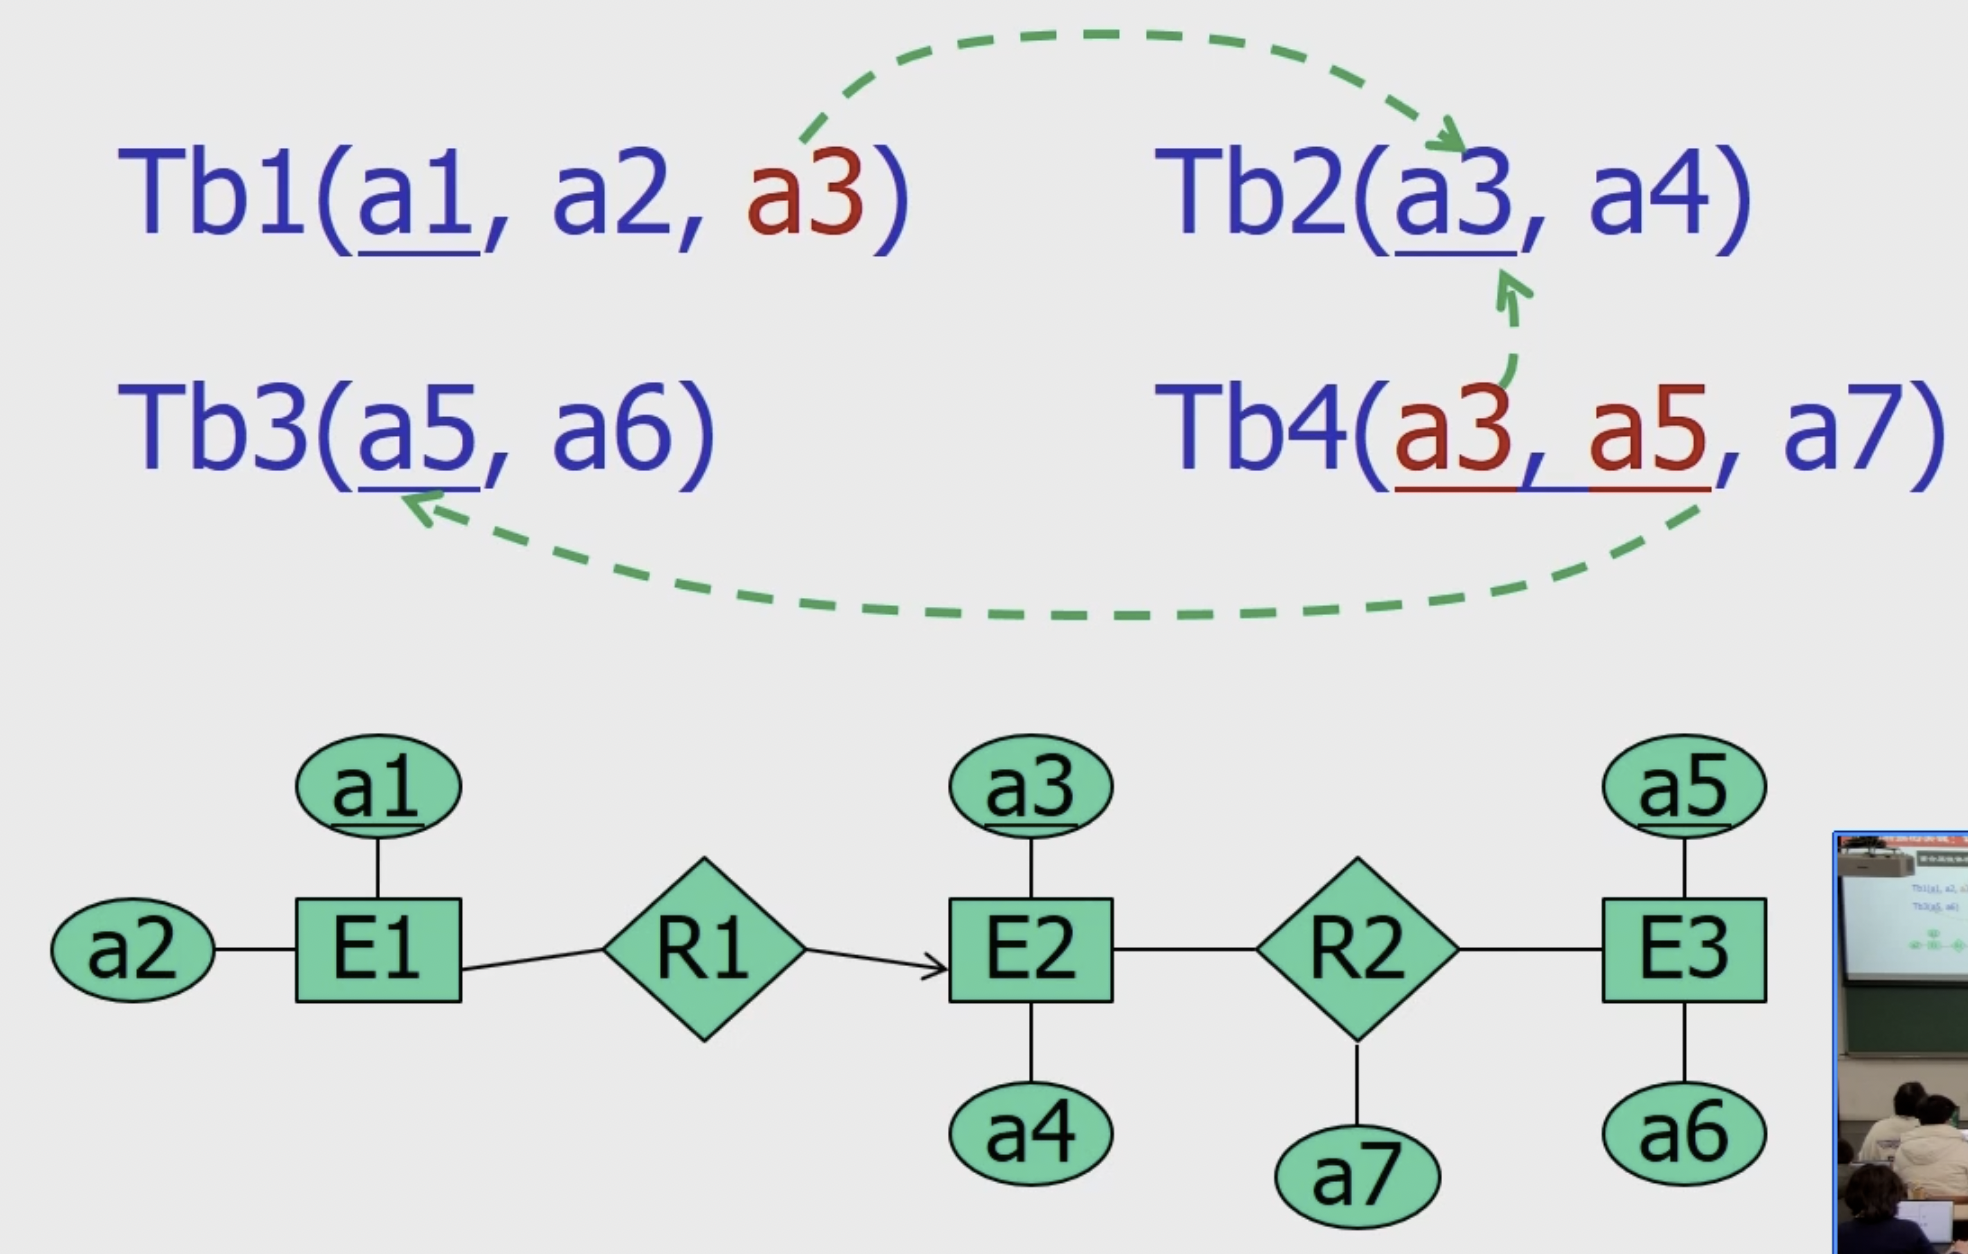 Tb1(a1, a2, a3)
Tb2(a3, a4)
Tb3(a5, a6)
Tb4(a3, a5, a7)
a1
a3
a5
a2
E1
R1
E2
R2
E3
a4
a7
a6